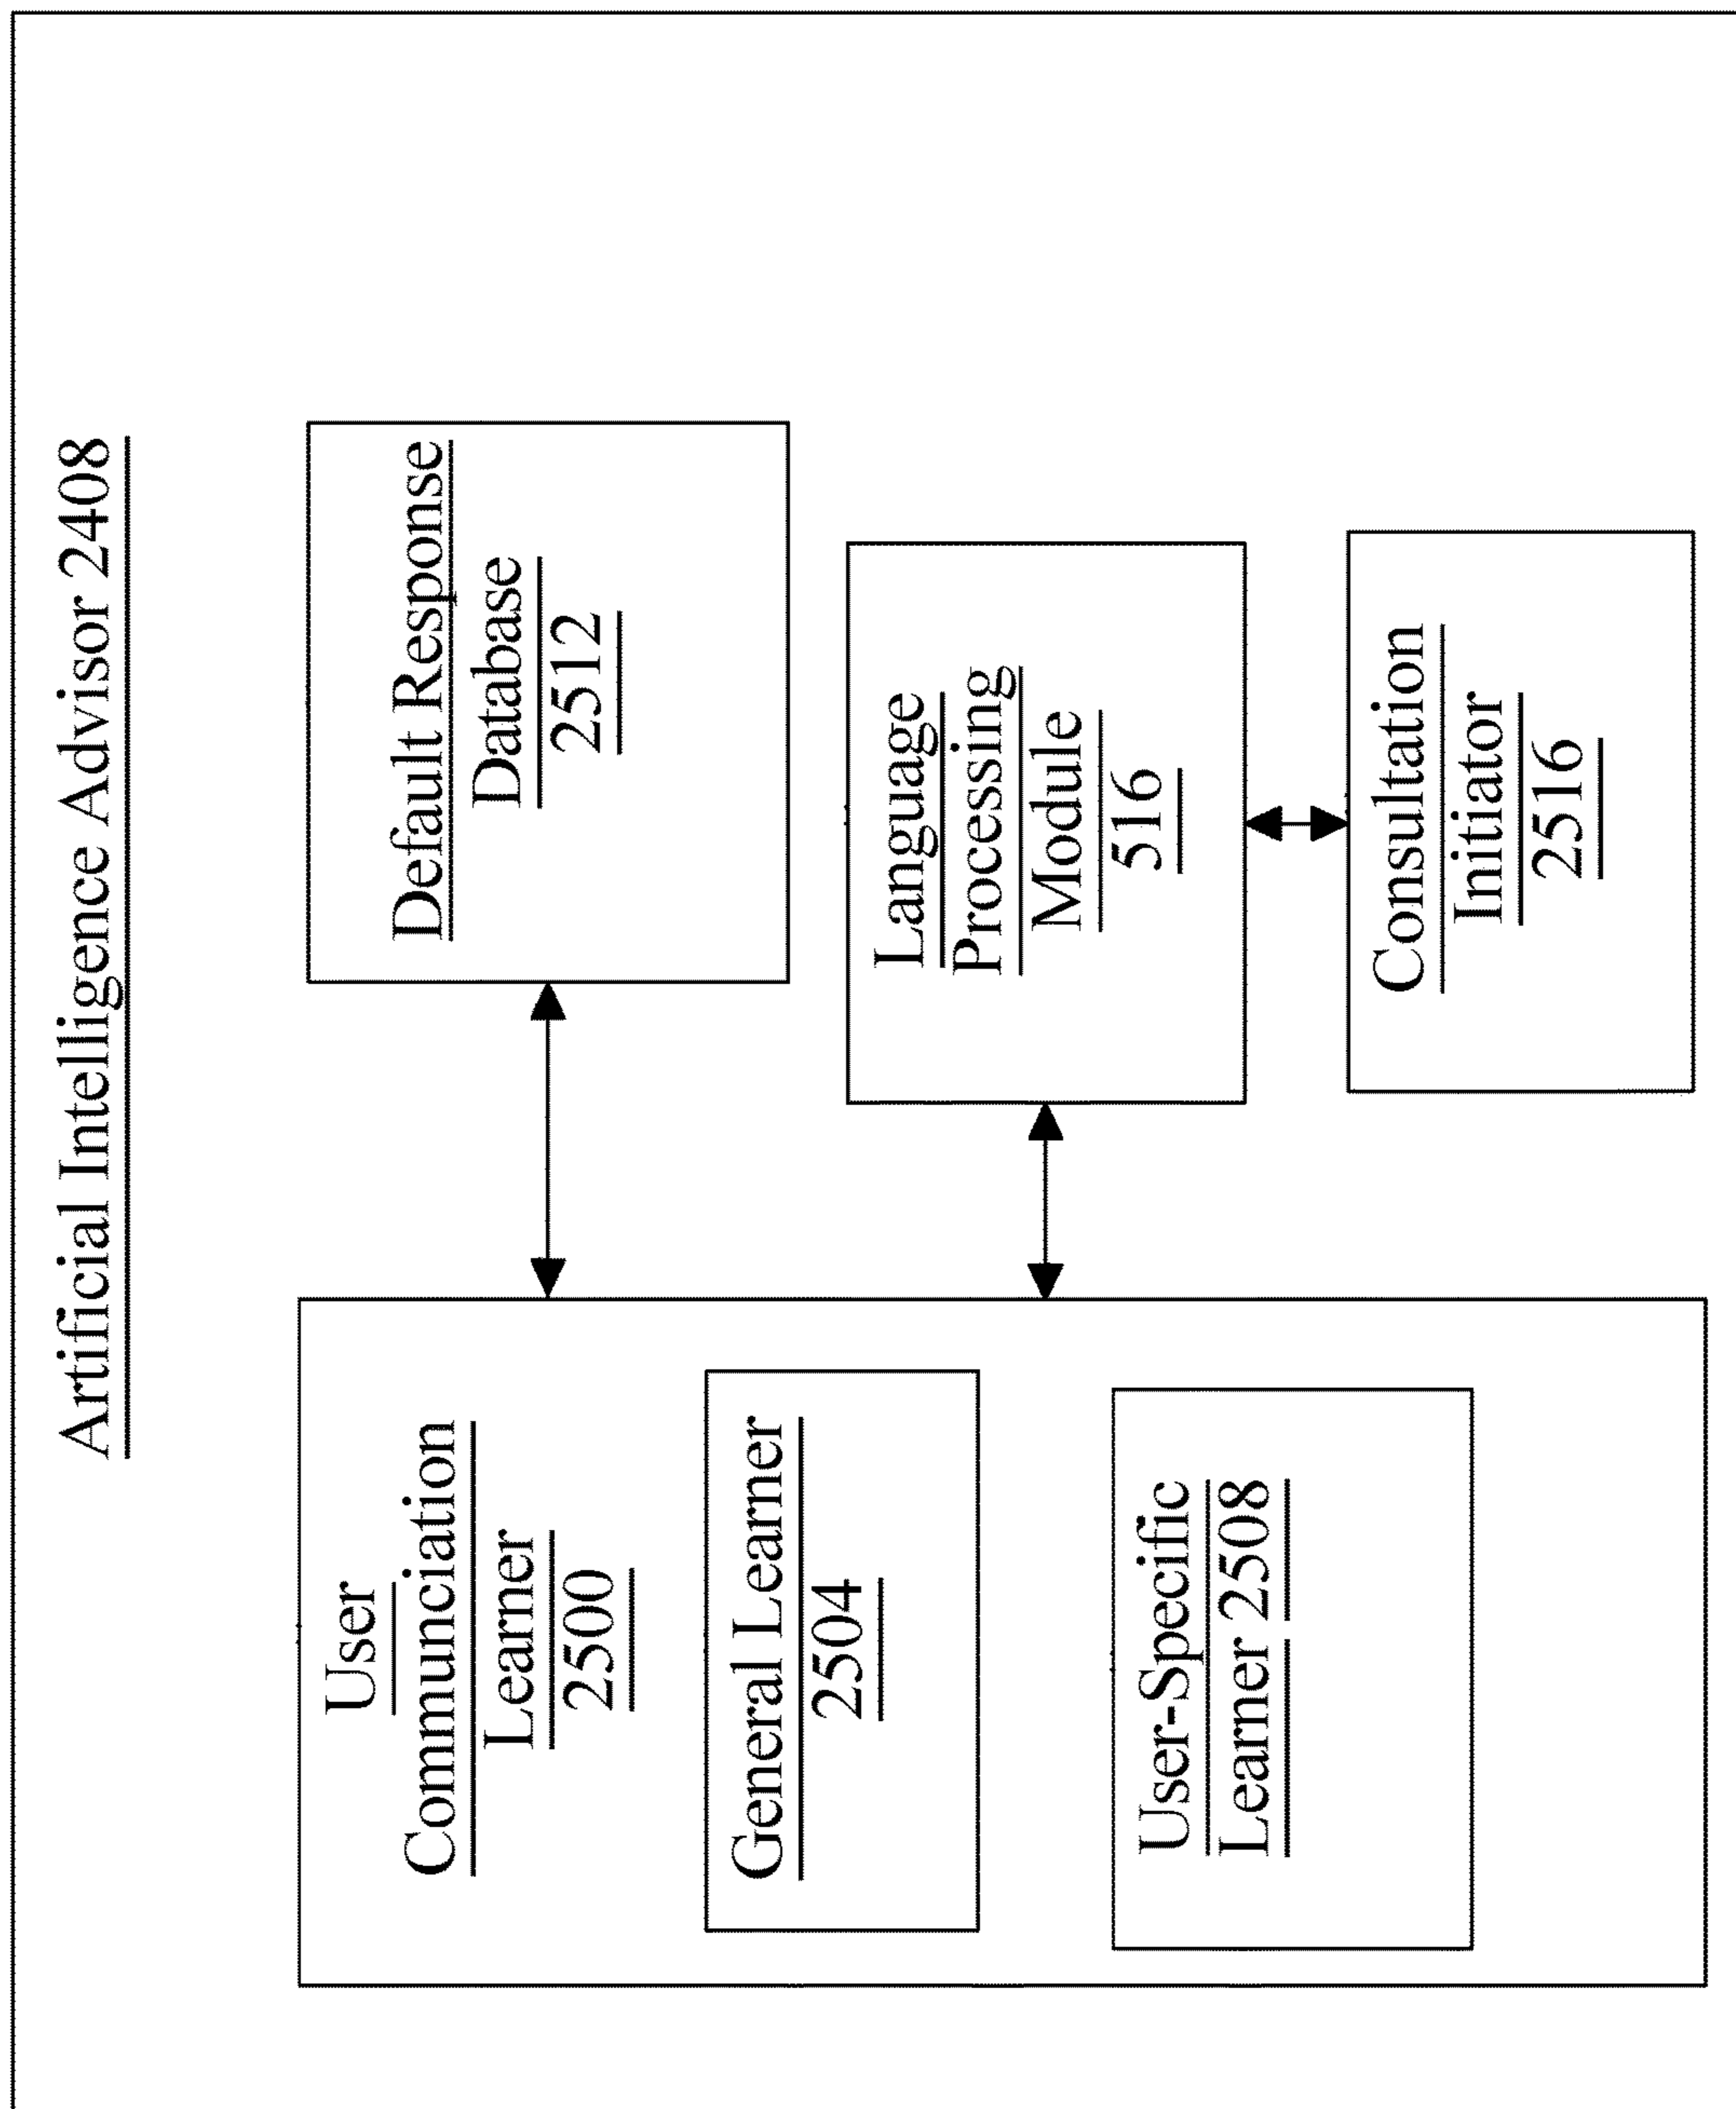 Artificial Intelligence Advisor 2408
User
Communciation
Learner
2500
General Learner
2504
User-Specific
Learner 2508
Default Response
Database
2512
Language
Processing
Module
516
Consultation
Initiator
2516